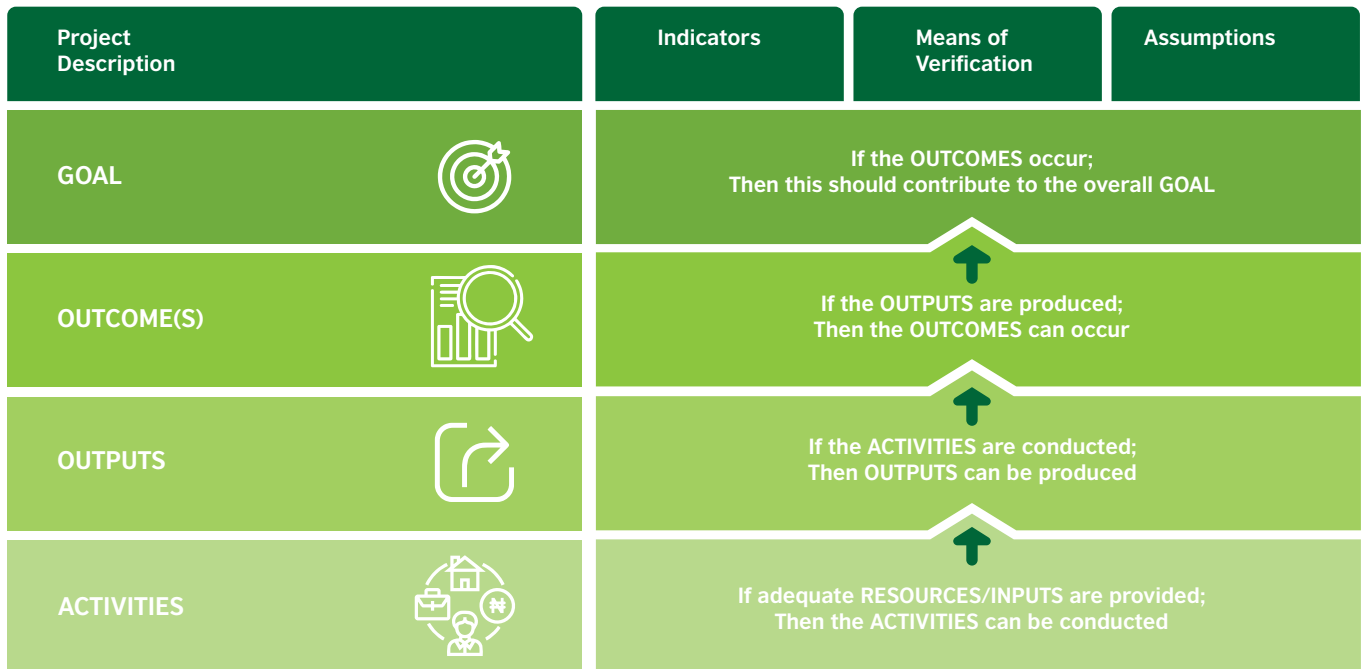 Project
Description
Indicators
Means of
Verification
Assumptions
GOAL
If the OUTCOMES occur;
Then this should contribute to the overall GOAL
OUTCOME(S)
If the OUTPUTS are produced;
Then the OUTCOMES can occur
OUTPUTS
If the ACTIVITIES are conducted;
Then OUTPUTS can be produced
ACTIVITIES
₦
If adequate RESOURCES/INPUTS are provided;
Then the ACTIVITIES can be conducted